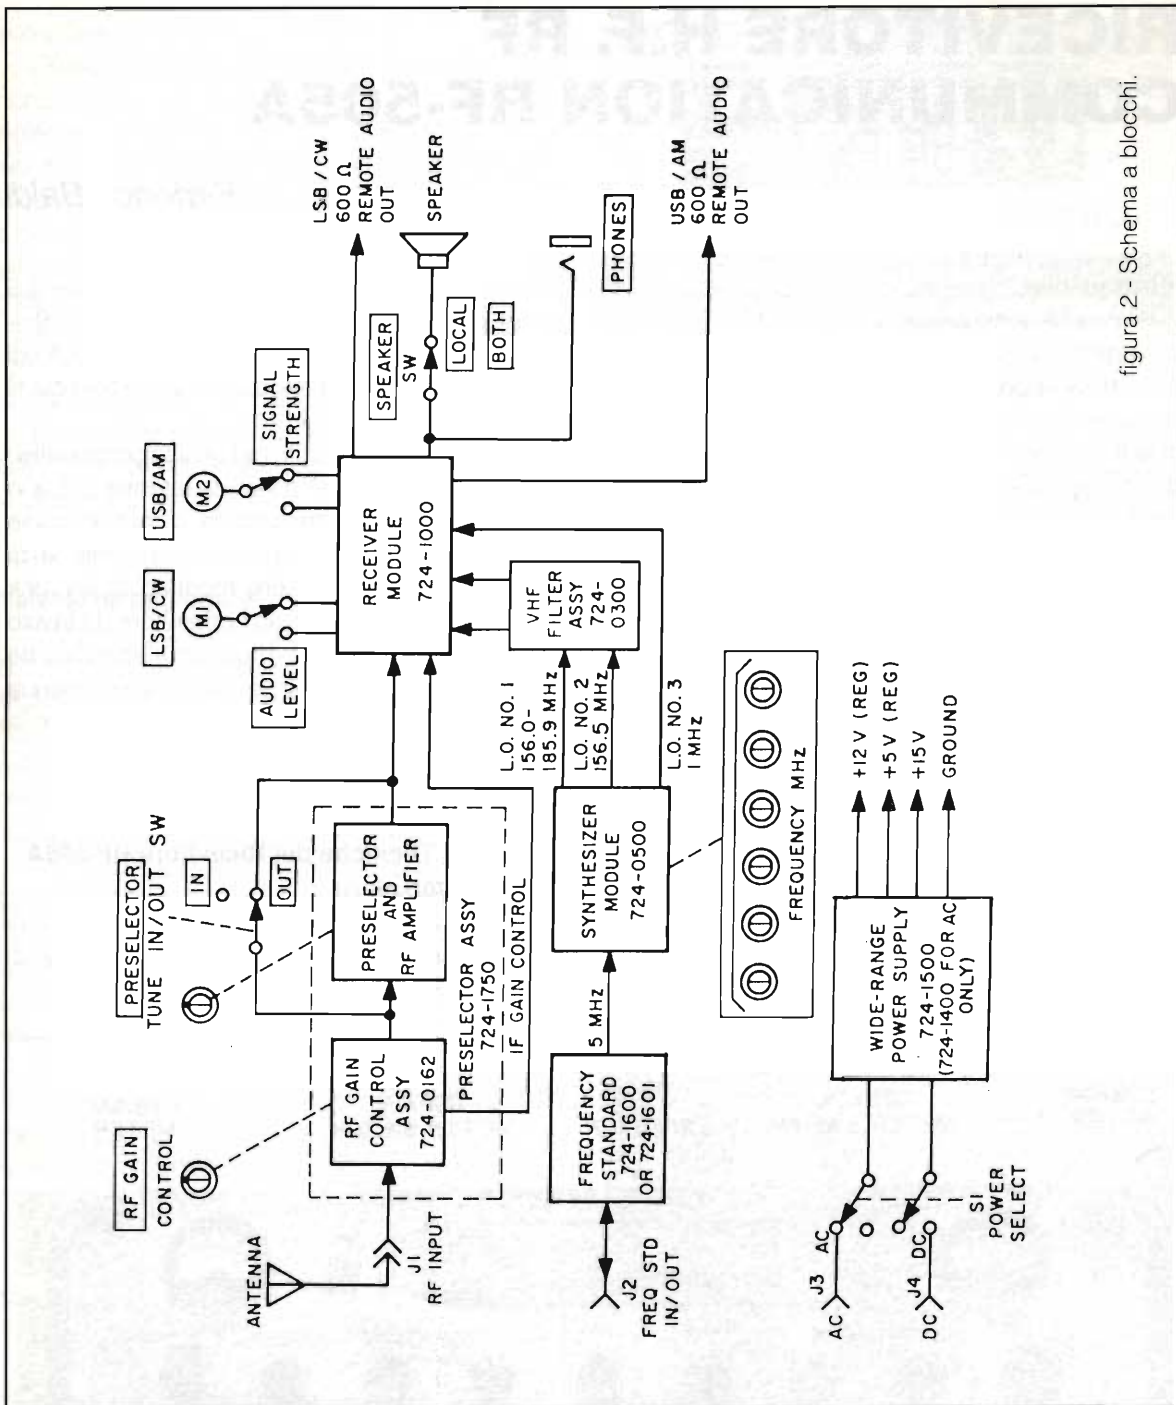 ANTENNA
J1
RF INPUT
RF GAIN
CONTROL
RF GAIN
CONTROL
ASSY
724-0162
PRESELECTOR
TUNE IN/OUT SW
IN
OUT
PRESELECTOR
AND
RF AMPLIFIER
PRESELECTOR ASSY
724-1750
IF GAIN CONTROL
LSB/CW
M1
AUDIO
LEVEL
USB/AM
M2
SIGNAL
STRENGTH
RECEIVER
MODULE
724-1000
LSB/CW
600 Ω
REMOTE AUDIO
OUT
SPEAKER
SW
LOCAL
BOTH
SPEAKER
PHONES
USB/AM
600 Ω
REMOTE AUDIO
OUT
J2
FREQ STD
IN/OUT
FREQUENCY
STANDARD
724-1600
OR 724-1601
5 MHz
SYNTHESIZER
MODULE
724-0500
L.O. NO. 1
156.0-
185.9 MHz
L.O. NO. 2
156.5 MHz
L.O. NO. 3
1 MHz
VHF
FILTER
ASSY
724-
0300
FREQUENCY MHz
J3
AC
AC
J4
DC
DC
S1
POWER
SELECT
WIDE-RANGE
POWER SUPPLY
724-1500
(724-1400 FOR AC
ONLY)
+12 V (REG)
+5 V (REG)
+15 V
GROUND
figura 2 - Schema a blocchi.